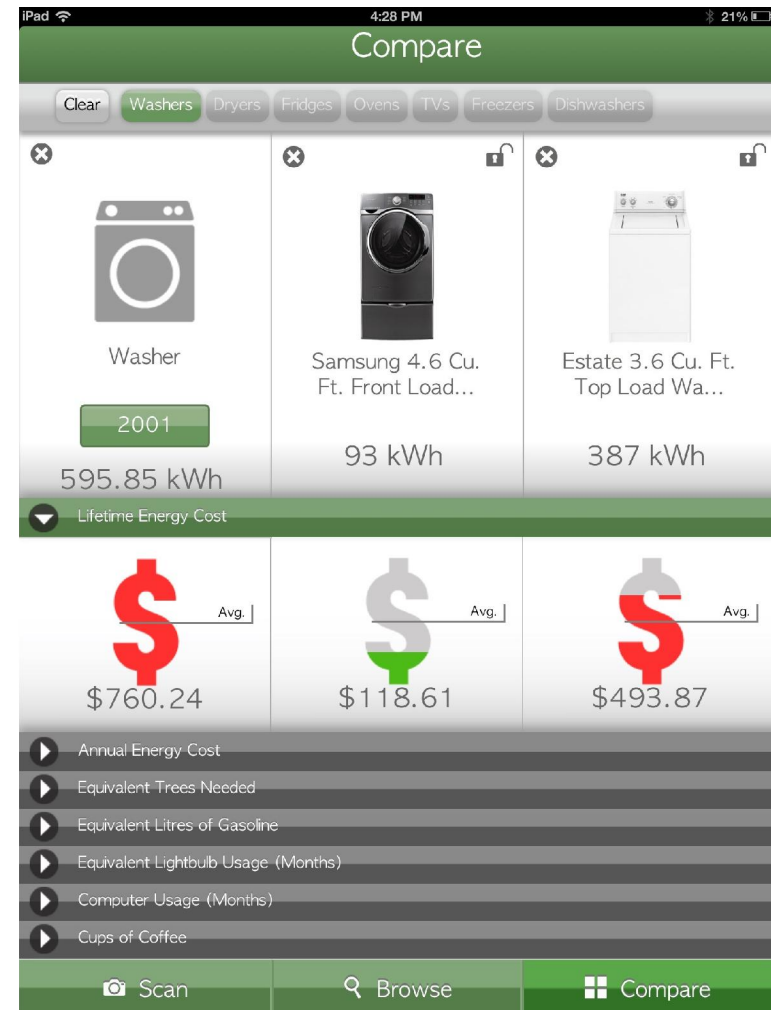 iPad 4:28 PM 21%
Compare
Clear Washers Dryers Fridges Ovens TVs Freezers Dishwashers
Washer
2001
595.85 kWh
Samsung 4.6 Cu.
Ft. Front Load...
93 kWh
Estate 3.6 Cu. Ft.
Top Load Wa...
387 kWh
Lifetime Energy Cost
Avg. Avg. Avg.
$760.24 $118.61 $493.87
Annual Energy Cost
Equivalent Trees Needed
Equivalent Litres of Gasoline
Equivalent Lightbulb Usage (Months)
Computer Usage (Months)
Cups of Coffee
Scan Browse Compare